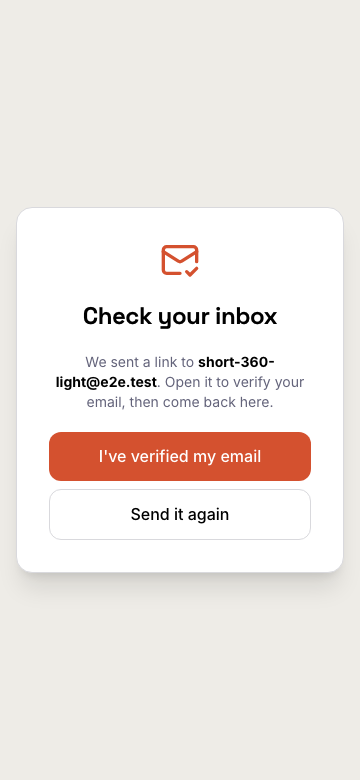 Check your inbox
We sent a link to short-360-
light@e2e.test. Open it to verify your
email, then come back here.
I've verified my email
Send it again